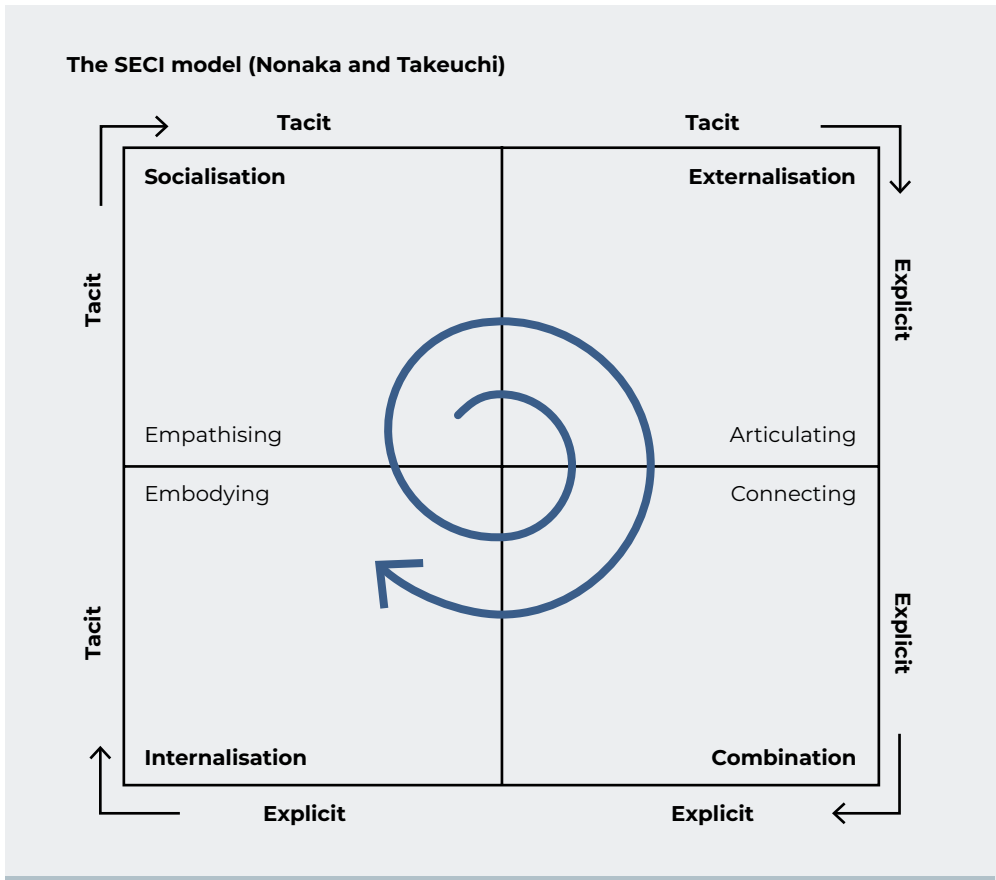 The SECI model (Nonaka and Takeuchi)
Tacit
Tacit
Socialisation
Externalisation
Tacit
Explicit
Empathising
Articulating
Embodying
Connecting
Tacit
Explicit
Internalisation
Combination
Explicit
Explicit